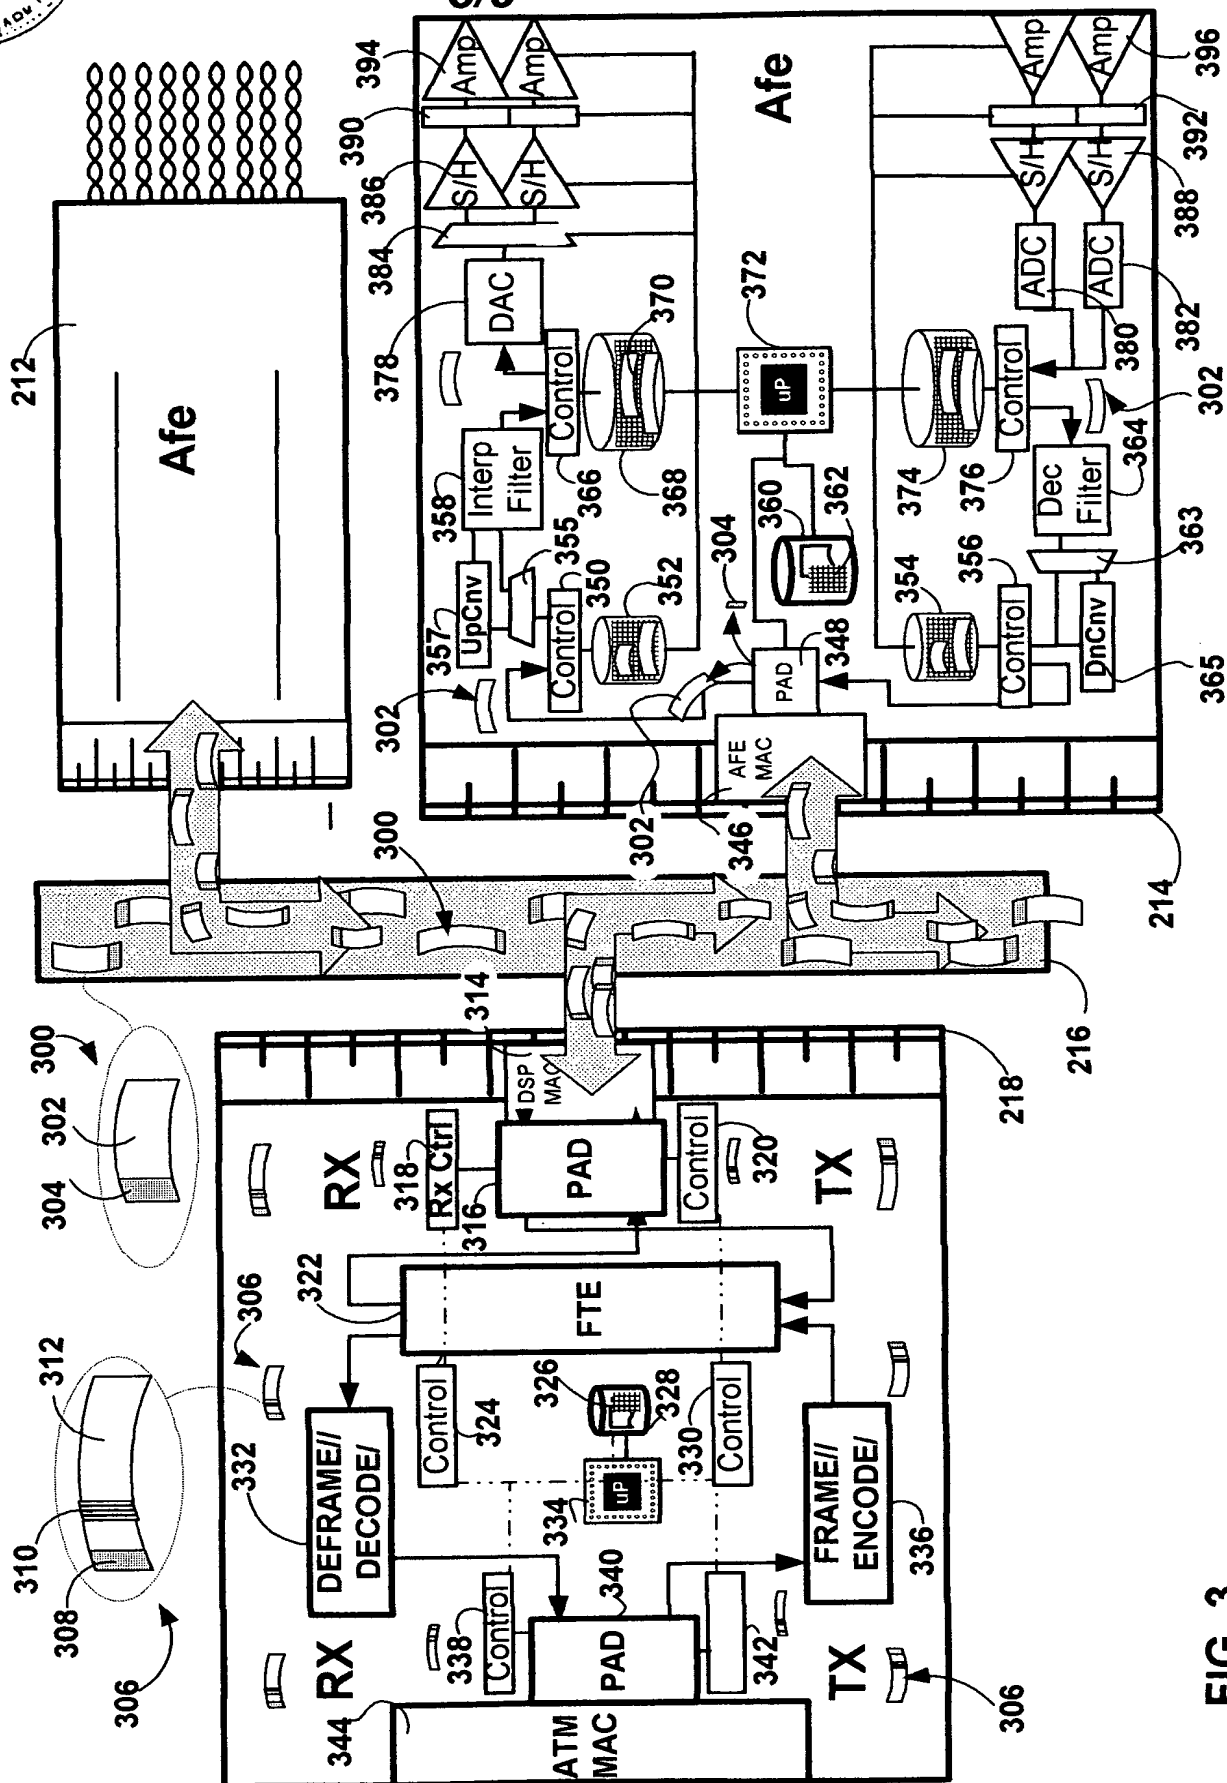 212
Afe
300
302
304
300
306
308
310
312
306
RX
RX
TX
TX
306
314
DSP
MAC
318
Rx Ctrl
316
PAD
Control
320
322
FTE
324
Control
326
328
330
Control
332
DEFRAME//
DECODE/
334
uP
336
FRAME//
ENCODE/
338
Control
340
PAD
342
344
ATM
MAC
218
216
214
346
AFE
MAC
302
302
304
348
PAD
350
Control
352
354
356
Control
355
357
UpCnv
358
Interp
Filter
360
362
363
364
Dec
Filter
365
DnCnv
302
366
Control
368
370
372
uP
374
376
Control
378
DAC
380
ADC
382
ADC
384
386
S/H
S/H
388
S/H
S/H
390
392
394
Amp
Amp
396
Amp
Amp
Afe
FIG. 3